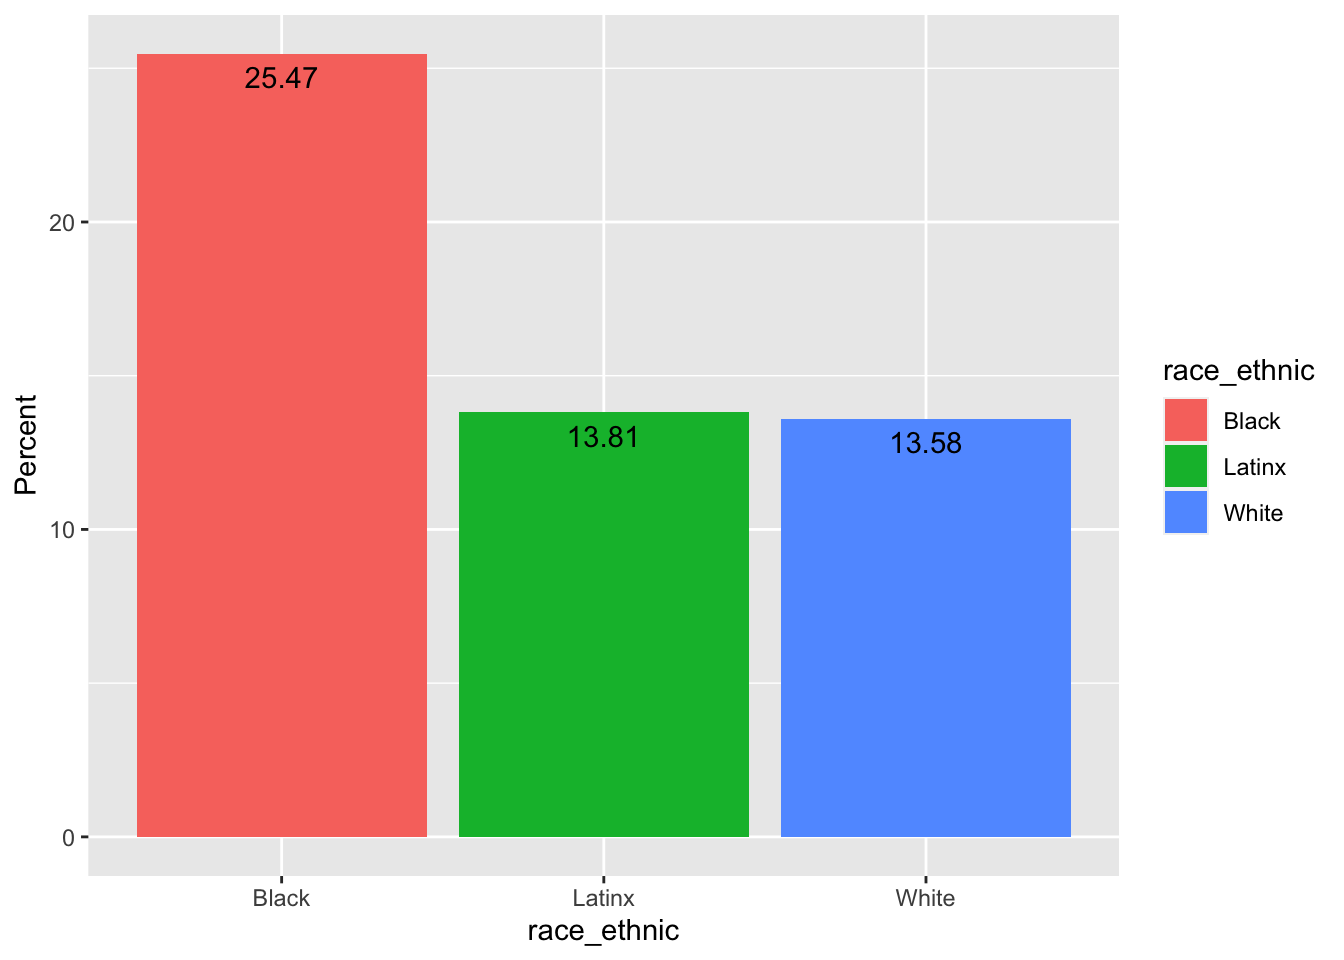 Percent
20
10
0
25.47
13.81
13.58
Black
Latinx
White
race_ethnic
race_ethnic
Black
Latinx
White